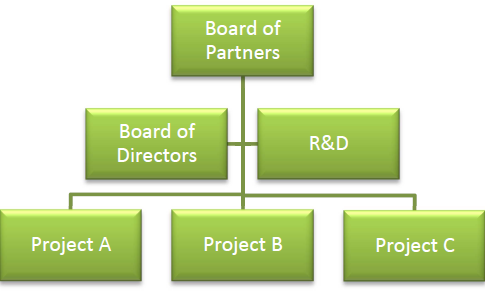 Board of
Partners
Board of
Directors
R&D
Project A
Project B
Project C